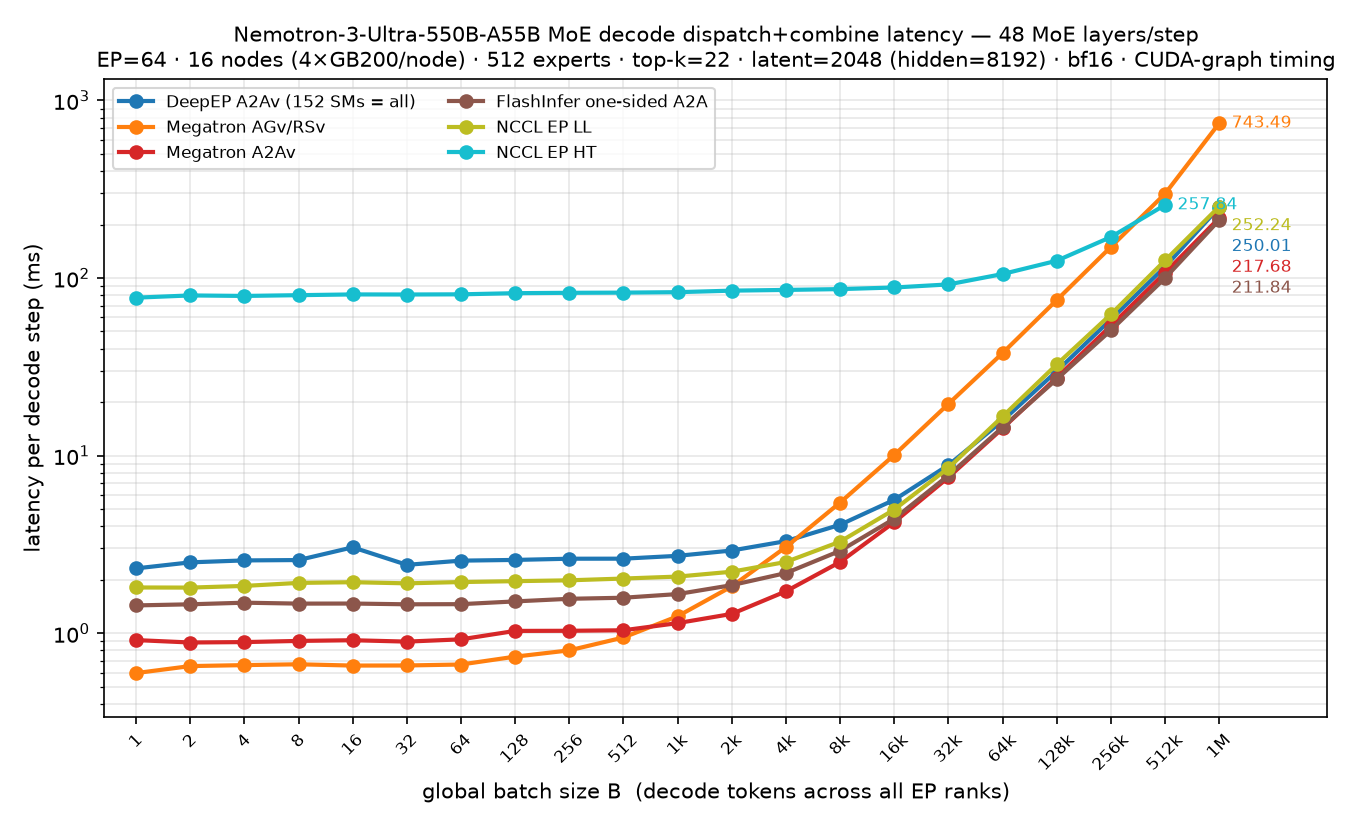 Nemotron-3-Ultra-550B-A55B MoE decode dispatch+combine latency — 48 MoE layers/step
EP=64 · 16 nodes (4×GB200/node) · 512 experts · top-k=22 · latent=2048 (hidden=8192) · bf16 · CUDA-graph timing
DeepEP A2Av (152 SMs = all)
Megatron AGv/RSv
Megatron A2Av
FlashInfer one-sided A2A
NCCL EP LL
NCCL EP HT
latency per decode step (ms)
10³
10²
10¹
10⁰
743.49
257.84
252.24
250.01
217.68
211.84
1
2
4
8
16
32
64
128
256
512
1k
2k
4k
8k
16k
32k
64k
128k
256k
512k
1M
global batch size B (decode tokens across all EP ranks)